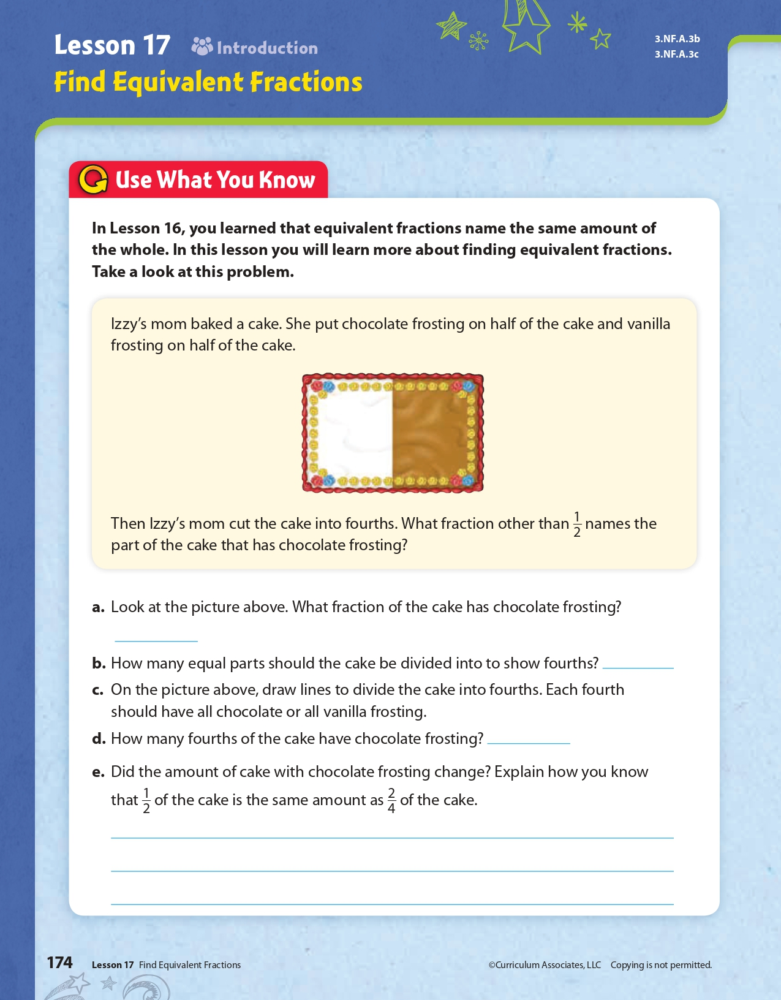 Lesson 17 Introduction
3.NF.A.3b
3.NF.A.3c
Find Equivalent Fractions
Use What You Know
In Lesson 16, you learned that equivalent fractions name the same amount of
the whole. In this lesson you will learn more about finding equivalent fractions.
Take a look at this problem.
Izzy’s mom baked a cake. She put chocolate frosting on half of the cake and vanilla
frosting on half of the cake.
Then Izzy’s mom cut the cake into fourths. What fraction other than 1/2 names the
part of the cake that has chocolate frosting?
a. Look at the picture above. What fraction of the cake has chocolate frosting?
b. How many equal parts should the cake be divided into to show fourths?
c. On the picture above, draw lines to divide the cake into fourths. Each fourth
should have all chocolate or all vanilla frosting.
d. How many fourths of the cake have chocolate frosting?
e. Did the amount of cake with chocolate frosting change? Explain how you know
that 1/2 of the cake is the same amount as 2/4 of the cake.
174 Lesson 17 Find Equivalent Fractions
©Curriculum Associates, LLC Copying is not permitted.